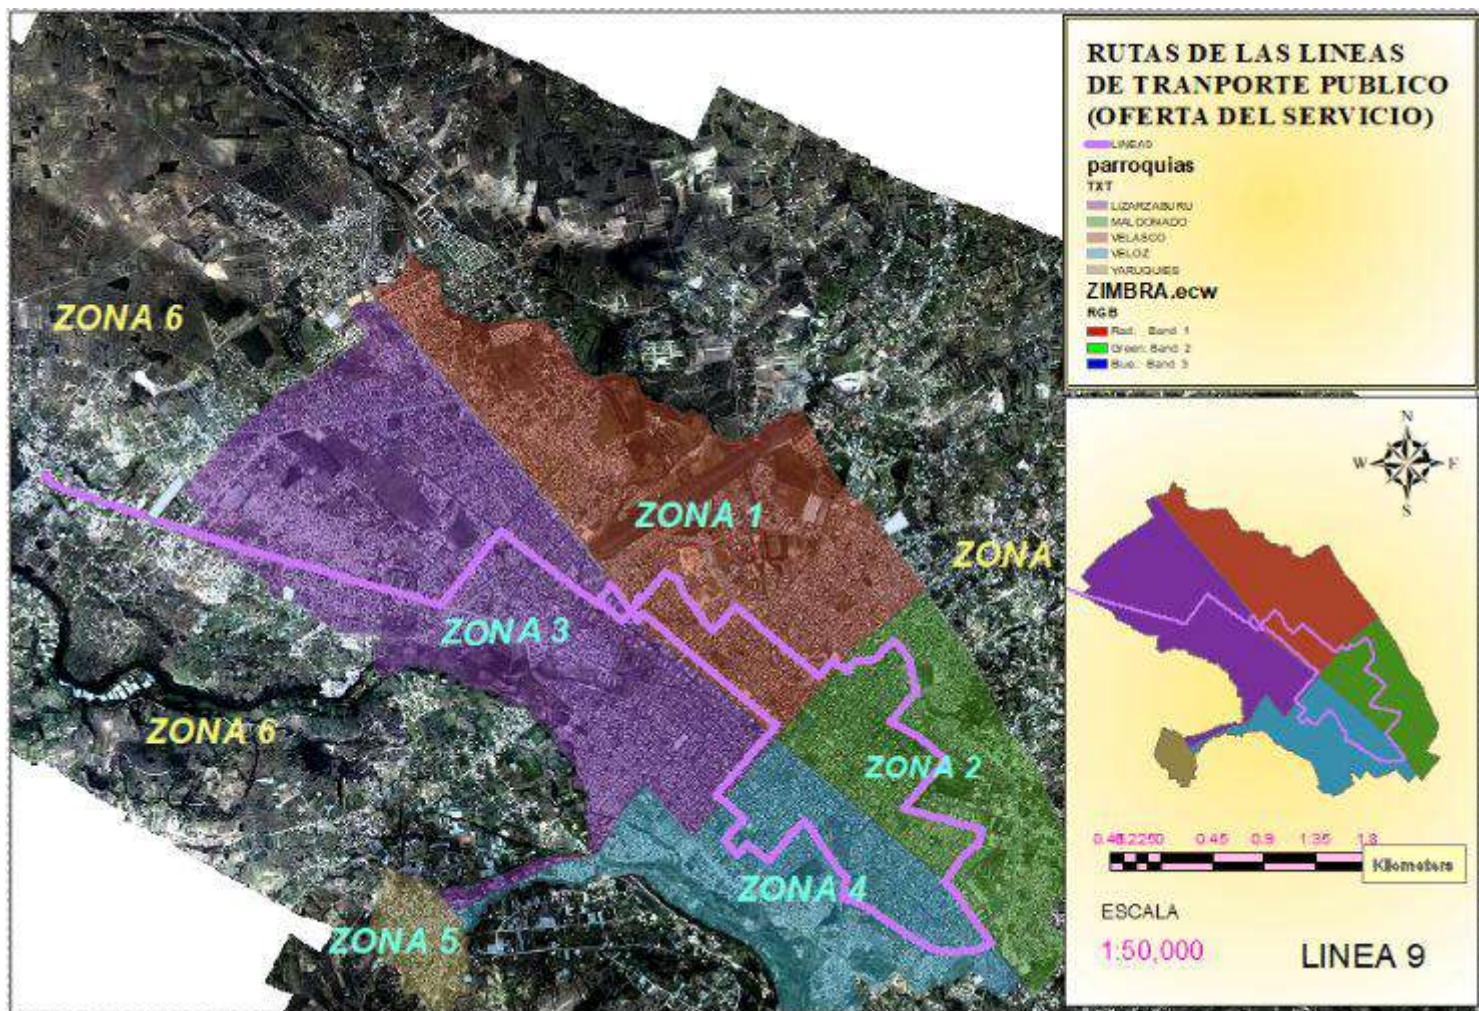 RUTAS DE LAS LINEAS
DE TRANPORTE PUBLICO
(OFERTA DEL SERVICIO)
LINEAS
parroquias
TXT
LIZARZABURU
MALDONADO
VELASCO
VELOZ
YARUQUIES
ZIMBRA.ecw
RGB
Red: Band 1
Green: Band 2
Blue: Band 3
ZONA 6
ZONA 1
ZONA
ZONA 3
ZONA 6
ZONA 2
ZONA 4
ZONA 5
N
W E
S
0.45 0.9 1.35 1.8
Kilometers
ESCALA
1:50,000
LINEA 9